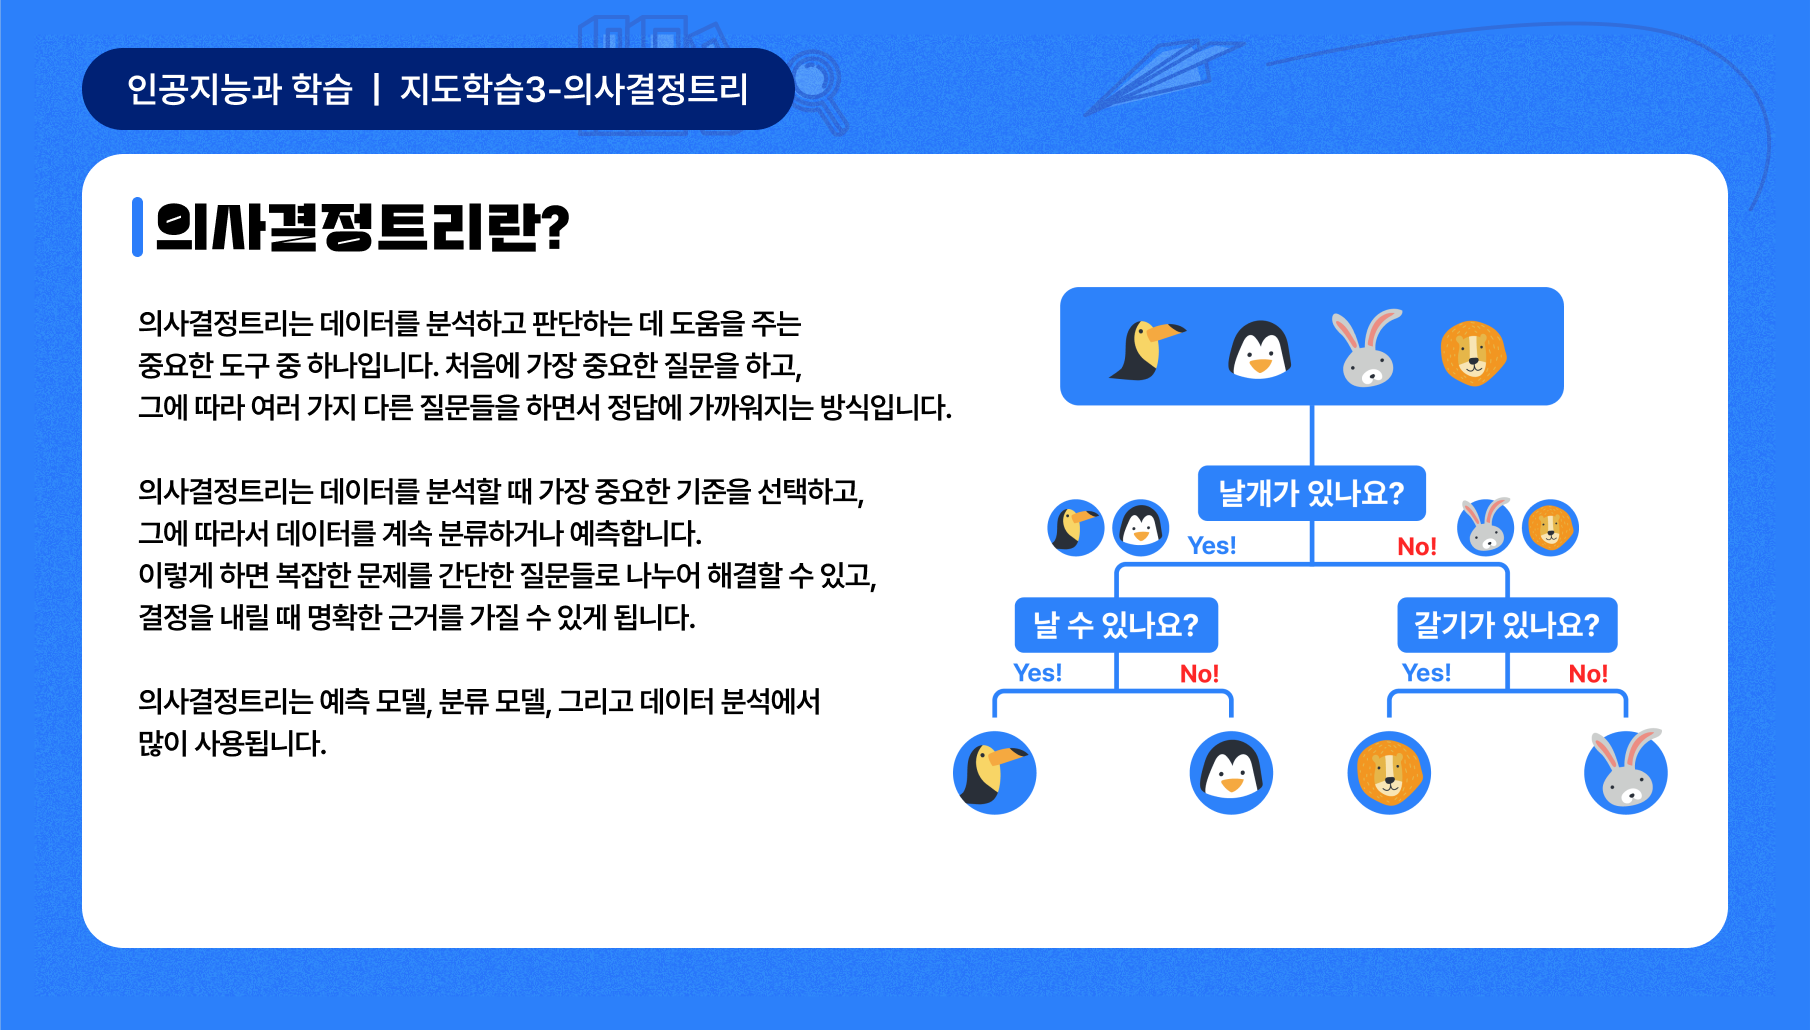 인공지능과 학습 | 지도학습3-의사결정트리
의사결정트리란?
의사결정트리는 데이터를 분석하고 판단하는 데 도움을 주는
중요한 도구 중 하나입니다. 처음에 가장 중요한 질문을 하고,
그에 따라 여러 가지 다른 질문들을 하면서 정답에 가까워지는 방식입니다.
의사결정트리는 데이터를 분석할 때 가장 중요한 기준을 선택하고,
그에 따라서 데이터를 계속 분류하거나 예측합니다.
이렇게 하면 복잡한 문제를 간단한 질문들로 나누어 해결할 수 있고,
결정을 내릴 때 명확한 근거를 가질 수 있게 됩니다.
의사결정트리는 예측 모델, 분류 모델, 그리고 데이터 분석에서
많이 사용됩니다.
날개가 있나요?
Yes!
No!
날 수 있나요?
갈기가 있나요?
Yes!
No!
Yes!
No!